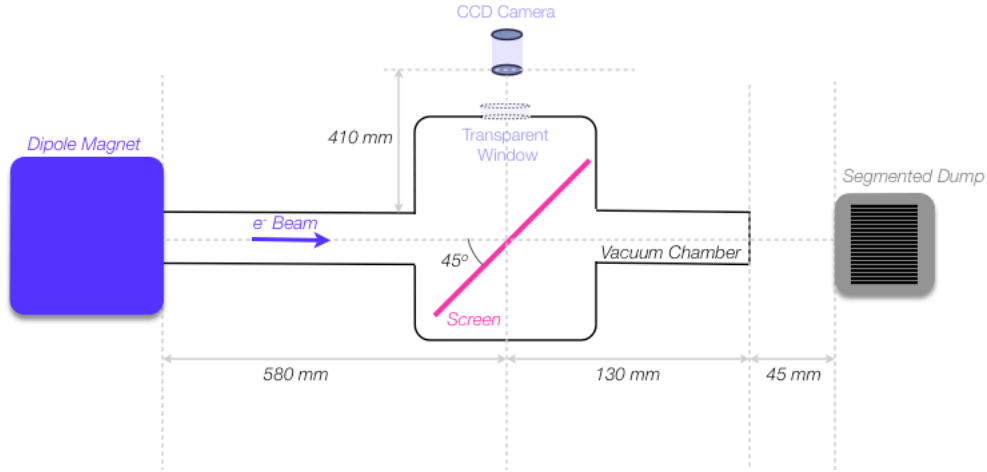 CCD Camera
410 mm
Transparent
Window
Dipole Magnet
Segmented Dump
e- Beam
45º
Vacuum Chamber
Screen
580 mm
130 mm
45 mm